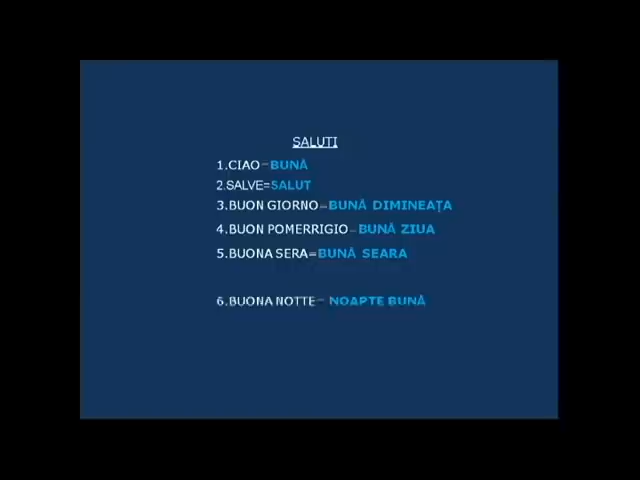 SALUTI
1.CIAO=BUNĂ
2.SALVE=SALUT
3.BUON GIORNO=BUNĂ DIMINEAŢA
4.BUON POMERRIGIO=BUNĂ ZIUA
5.BUONA SERA=BUNĂ SEARA
6.BUONA NOTTE= NOAPTE BUNĂ